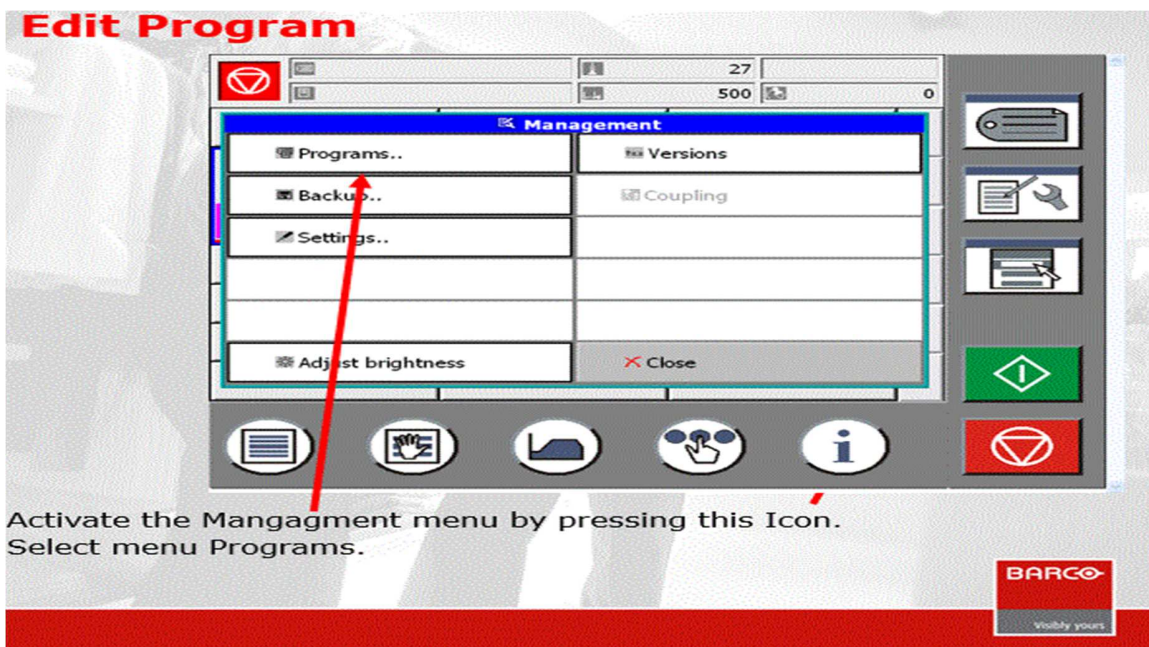 Edit Program
27
500
0
Management
Programs..
Versions
Backup..
Coupling
Settings..
Adjust brightness
Close
i
Activate the Mangagment menu by pressing this Icon.
Select menu Programs.
BARCO
Visibly yours